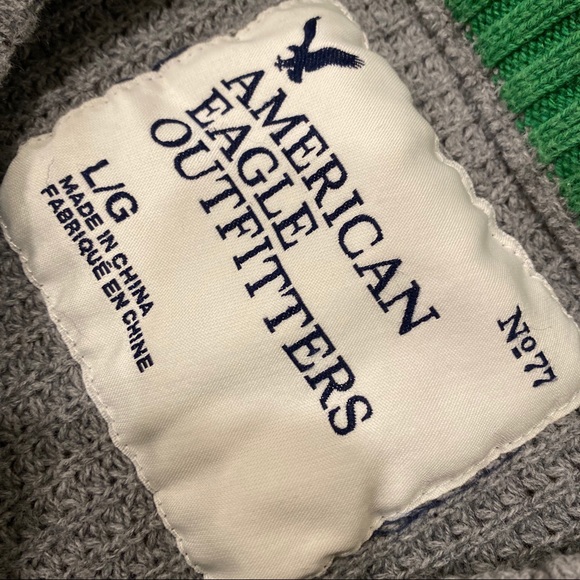 AMERICAN
EAGLE
OUTFITTERS
L/G
MADE IN CHINA
FABRIQUÉ EN CHINE
Nº77